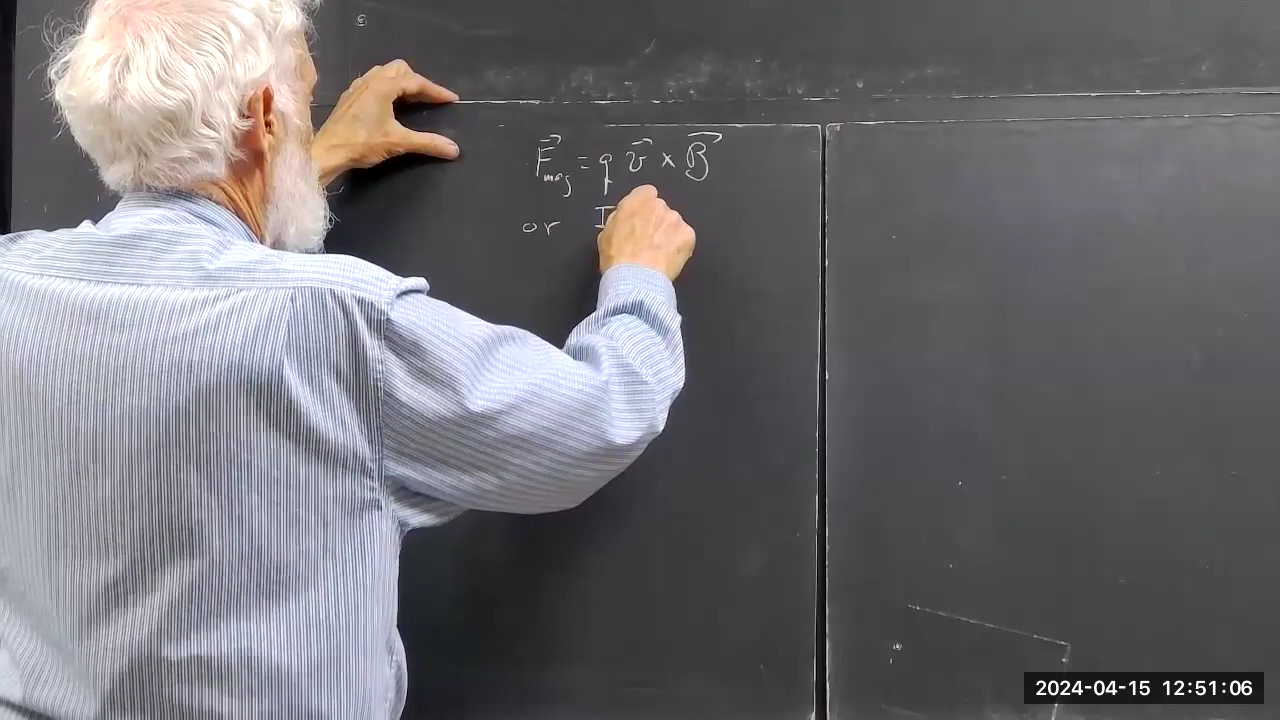 F⃗mag = q v⃗ × B⃗
or I
2024-04-15 12:51:06